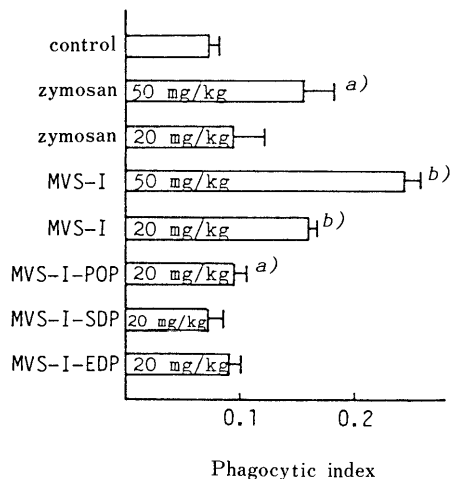 control
zymosan 50 mg/kg a)
zymosan 20 mg/kg
MVS-I 50 mg/kg b)
MVS-I 20 mg/kg b)
MVS-I-POP 20 mg/kg a)
MVS-I-SDP 20 mg/kg
MVS-I-EDP 20 mg/kg
0.1 0.2
Phagocytic index